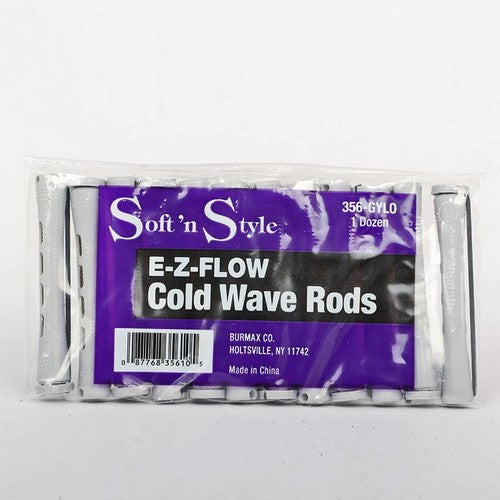 Soft 'n Style
356-GYLO
1 Dozen
E-Z-FLOW
Cold Wave Rods
BURMAX CO.
HOLTSVILLE, NY 11742
Made in China
0 87768 35610 5